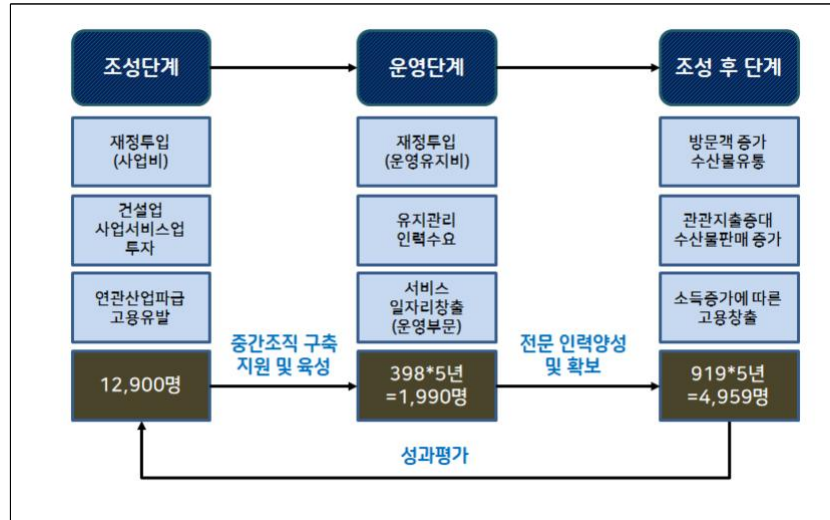 조성단계
운영단계
조성 후 단계
재정투입
(사업비)
재정투입
(운영유지비)
방문객 증가
수산물유통
건설업
사업서비스업
투자
유지관리
인력수요
관관지출증대
수산물판매 증가
연관산업파급
고용유발
서비스
일자리창출
(운영부문)
소득증가에 따른
고용창출
중간조직 구축
지원 및 육성
전문 인력양성
및 확보
12,900명
398*5년
=1,990명
919*5년
=4,959명
성과평가